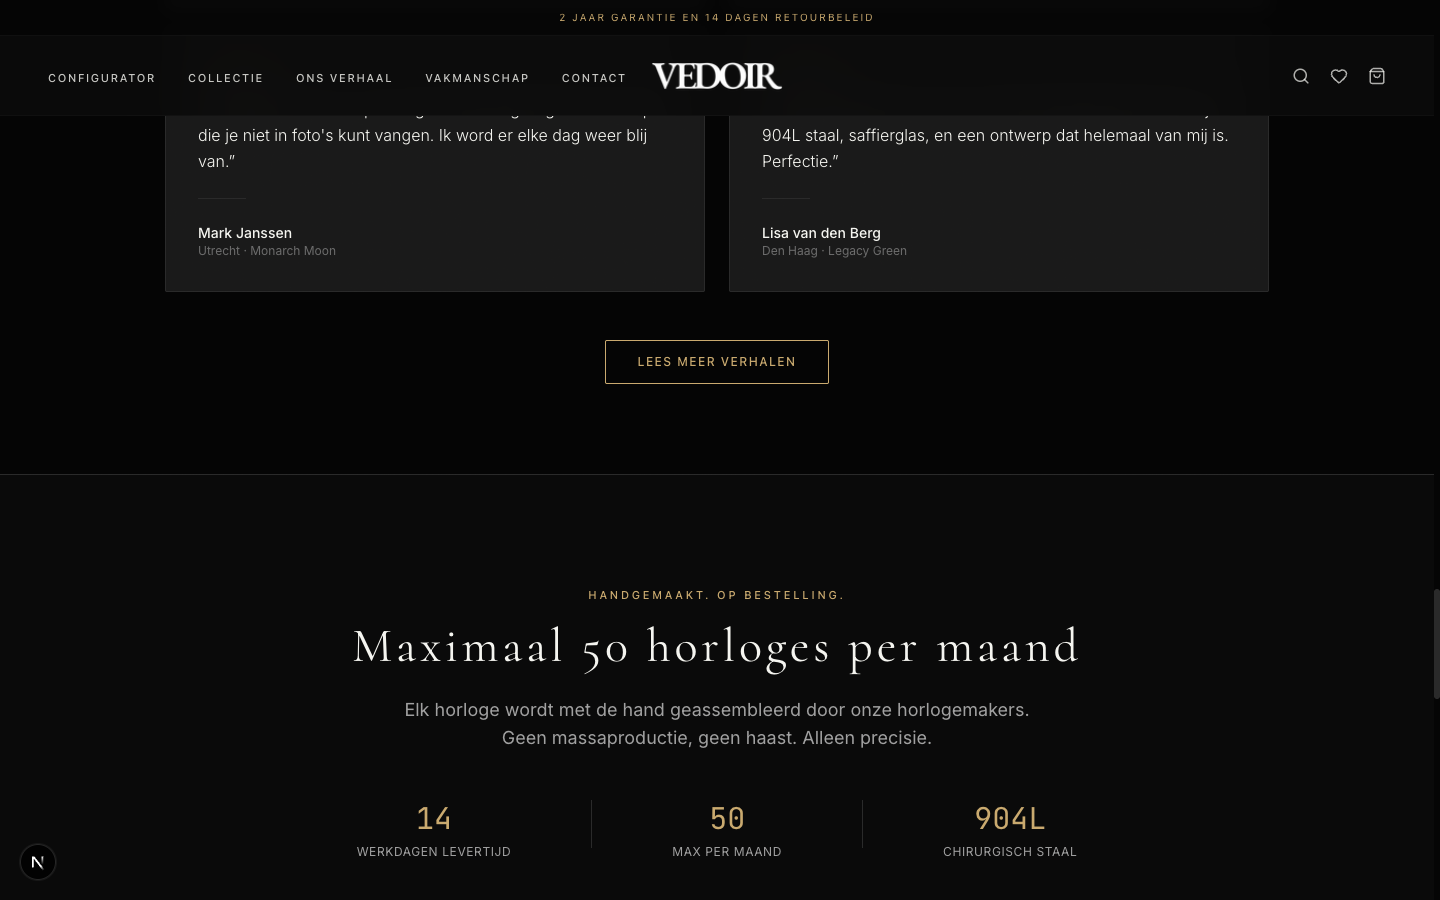 2 JAAR GARANTIE EN 14 DAGEN RETOURBELEID
CONFIGURATOR COLLECTIE ONS VERHAAL VAKMANSCHAP CONTACT VEDOIR
die je niet in foto's kunt vangen. Ik word er elke dag weer blij
van.”
Mark Janssen
Utrecht · Monarch Moon
904L staal, saffierglas, en een ontwerp dat helemaal van mij is.
Perfectie.”
Lisa van den Berg
Den Haag · Legacy Green
LEES MEER VERHALEN
HANDGEMAAKT. OP BESTELLING.
Maximaal 50 horloges per maand
Elk horloge wordt met de hand geassembleerd door onze horlogemakers.
Geen massaproductie, geen haast. Alleen precisie.
14
WERKDAGEN LEVERTIJD
50
MAX PER MAAND
904L
CHIRURGISCH STAAL
N